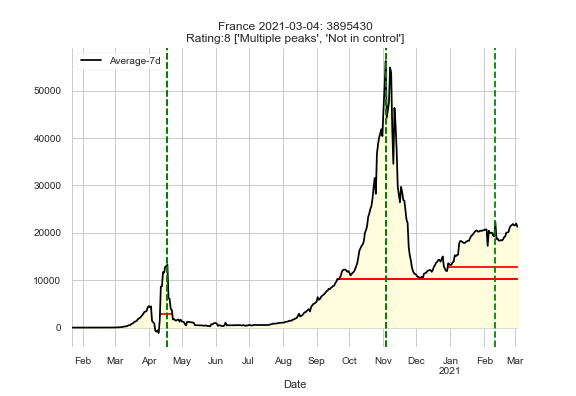 France 2021-03-04: 3895430
Rating:8 ['Multiple peaks', 'Not in control']
Average-7d
50000
40000
30000
20000
10000
0
Feb Mar Apr May Jun Jul Aug Sep Oct Nov Dec Jan Feb Mar
2021
Date